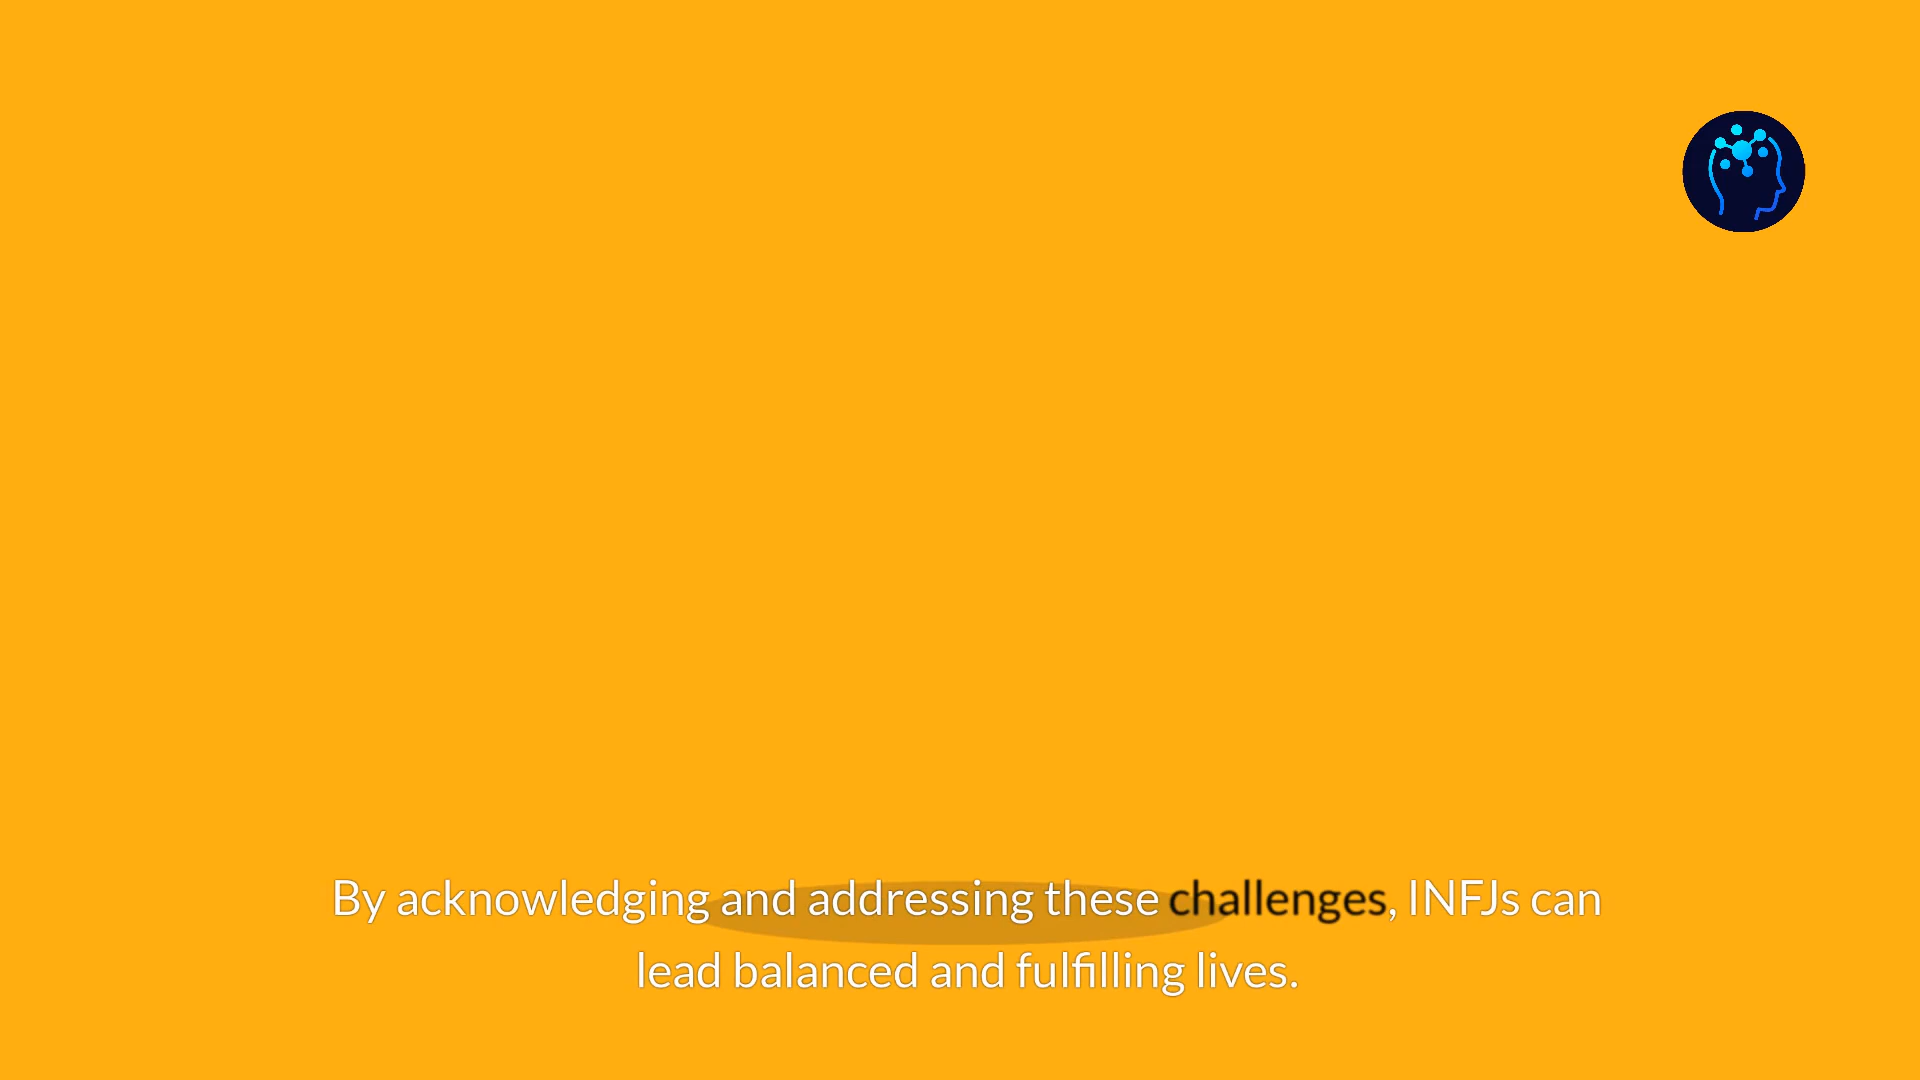 By acknowledging and addressing these challenges, INFJs can
lead balanced and fulfilling lives.